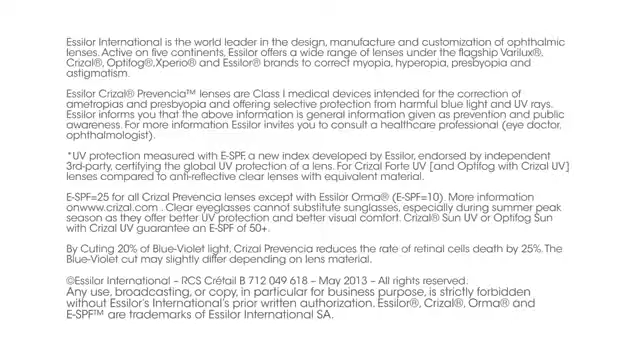 Essilor International is the world leader in the design, manufacture and customization of ophthalmic
lenses. Active on five continents, Essilor offers a wide range of lenses under the flagship Varilux®,
Crizal®, Optifog®,Xperio® and Essilor® brands to correct myopia, hyperopia, presbyopia and
astigmatism.
Essilor Crizal® Prevencia™ lenses are Class I medical devices intended for the correction of
ametropias and presbyopia and offering selective protection from harmful blue light and UV rays.
Essilor informs you that the above information is general information given as prevention and public
awareness. For more information Essilor invites you to consult a healthcare professional (eye doctor.
ophthalmologist).
*UV protection measured with E-SPF, a new index developed by Essilor, endorsed by independent
3rd-party, certifying the global UV protection of a lens. For Crizal Forte UV [and Optifog with Crizal UV]
lenses compared to anti-reflective clear lenses with equivalent material.
E-SPF=25 for all Crizal Prevencia lenses except with Essilor Orma® (E-SPF=10). More information
onwww.crizal.com . Clear eyeglasses cannot substitute sunglasses, especially during summer peak
season as they offer better UV protection and better visual comfort. Crizal® Sun UV or Optifog Sun
with Crizal UV guarantee an E-SPF of 50+.
By Cuting 20% of Blue-Violet light, Crizal Prevencia reduces the rate of retinal cells death by 25%. The
Blue-Violet cut may slightly differ depending on lens material.
©Essilor International – RCS Crétail B 712 049 618 – May 2013 – All rights reserved.
Any use, broadcasting, or copy, in particular for business purpose, is strictly forbidden
without Essilor's International's prior written authorization. Essilor®, Crizal®, Orma® and
E-SPF™ are trademarks of Essilor International SA.